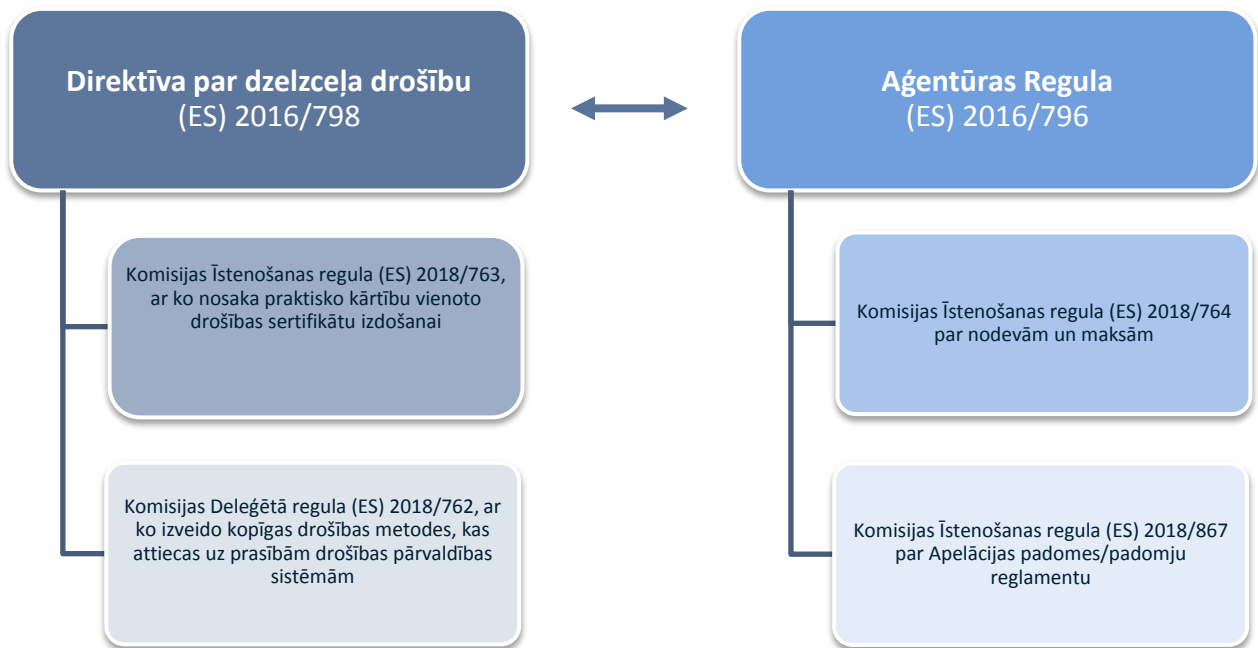 Direktīva par dzelzceļa drošību
(ES) 2016/798
Komisijas Īstenošanas regula (ES) 2018/763,
ar ko nosaka praktisko kārtību vienoto
drošības sertifikātu izdošanai
Komisijas Deleģētā regula (ES) 2018/762, ar
ko izveido kopīgas drošības metodes, kas
attiecas uz prasībām drošības pārvaldības
sistēmām
Aģentūras Regula
(ES) 2016/796
Komisijas Īstenošanas regula (ES) 2018/764
par nodevām un maksām
Komisijas Īstenošanas regula (ES) 2018/867
par Apelācijas padomes/padomju
reglamentu